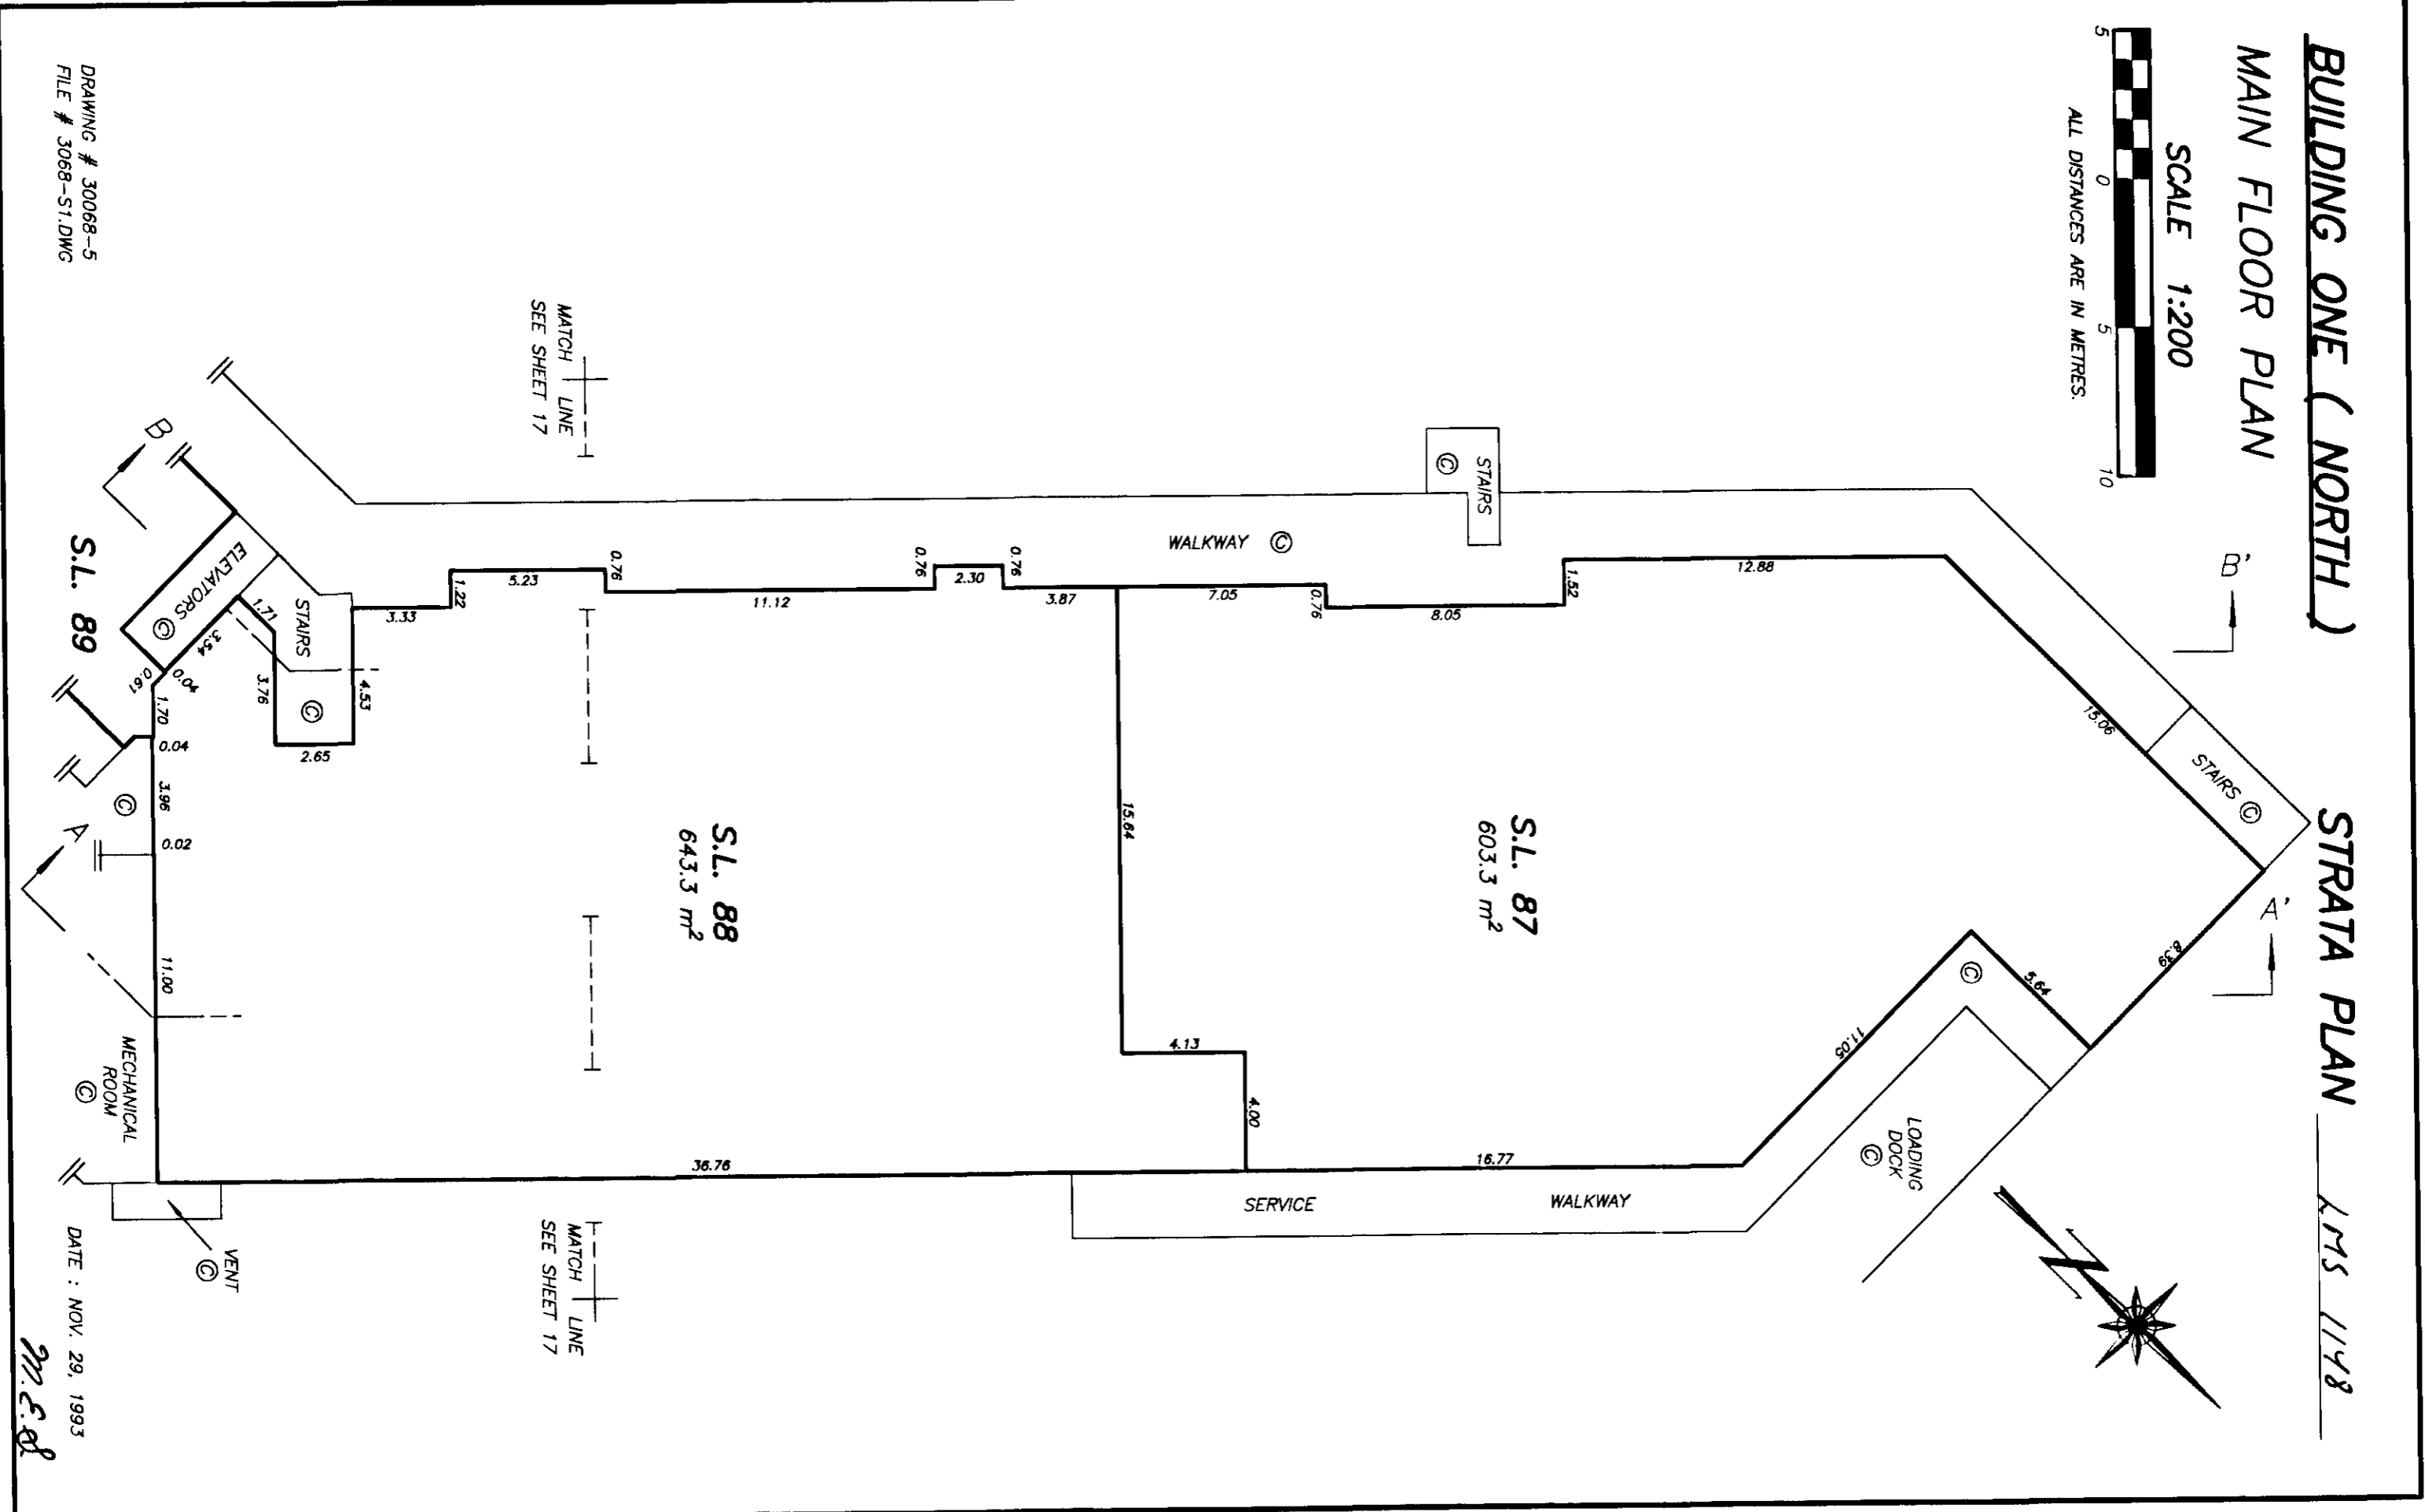 BUILDING ONE ( NORTH )
STRATA PLAN LMS 1148
MAIN FLOOR PLAN
SCALE 1:200
5 0 5 10
ALL DISTANCES ARE IN METRES.
B'
A'
STAIRS ©
15.06
8.39
5.64
©
11.05
LOADING
DOCK
©
12.88
1.52
8.05
0.76
7.05
STAIRS
©
WALKWAY ©
S.L. 87
603.3 m²
16.77
SERVICE WALKWAY
4.00
4.13
15.64
3.87
0.76
2.30
0.76
11.12
0.76
5.23
1.22
3.33
S.L. 88
643.3 m²
36.76
MATCH LINE
SEE SHEET 17
MATCH LINE
SEE SHEET 17
4.53
2.65
©
3.76
STAIRS
1.71
ELEVATORS ©
3.54
0.04
0.61
1.70
0.04
3.96
0.02
11.00
©
MECHANICAL
ROOM
©
VENT
©
B
A
S.L. 89
DRAWING # 30068-5
FILE # 3068-S1.DWG
DATE : NOV. 29, 1993